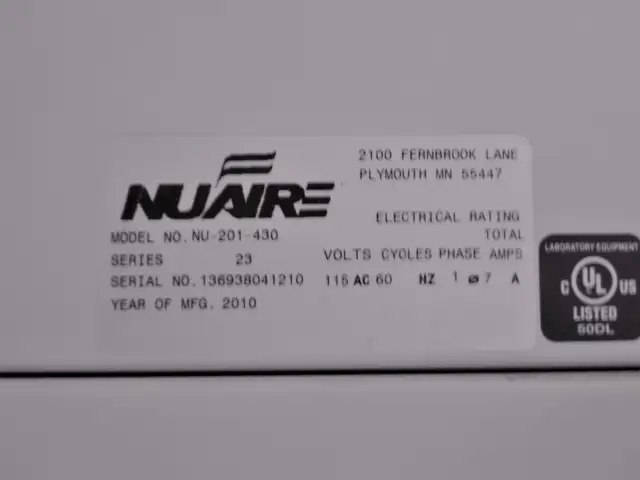 NUAIRE
2100 FERNBROOK LANE
PLYMOUTH MN 55447
ELECTRICAL RATING
TOTAL
MODEL NO. NU-201-430
SERIES 23
VOLTS CYCLES PHASE AMPS
SERIAL NO. 136938041210
115 AC 60 HZ 1 ø 7 A
YEAR OF MFG. 2010
LABORATORY EQUIPMENT
C UL US
LISTED
50DL